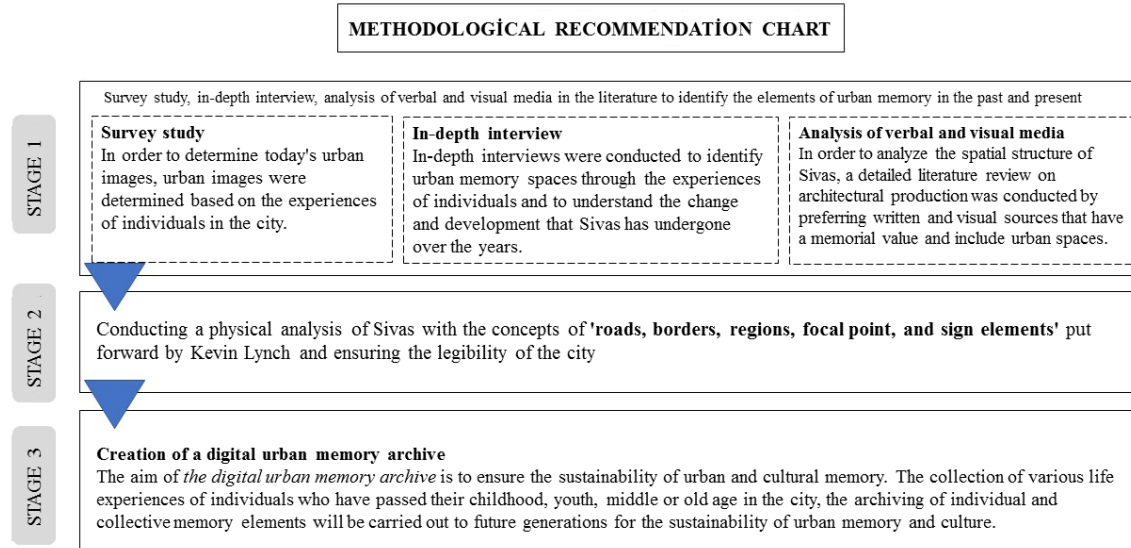 METHODOLOGİCAL RECOMMENDATION CHART
STAGE 1
Survey study, in-depth interview, analysis of verbal and visual media in the literature to identify the elements of urban memory in the past and present
Survey study
In order to determine today's urban
images, urban images were
determined based on the experiences
of individuals in the city.
In-depth interview
In-depth interviews were conducted to identify
urban memory spaces through the experiences
of individuals and to understand the change
and development that Sivas has undergone
over the years.
Analysis of verbal and visual media
In order to analyze the spatial structure of
Sivas, a detailed literature review on
architectural production was conducted by
preferring written and visual sources that have
a memorial value and include urban spaces.
STAGE 2
Conducting a physical analysis of Sivas with the concepts of 'roads, borders, regions, focal point, and sign elements' put
forward by Kevin Lynch and ensuring the legibility of the city
STAGE 3
Creation of a digital urban memory archive
The aim of the digital urban memory archive is to ensure the sustainability of urban and cultural memory. The collection of various life
experiences of individuals who have passed their childhood, youth, middle or old age in the city, the archiving of individual and
collective memory elements will be carried out to future generations for the sustainability of urban memory and culture.